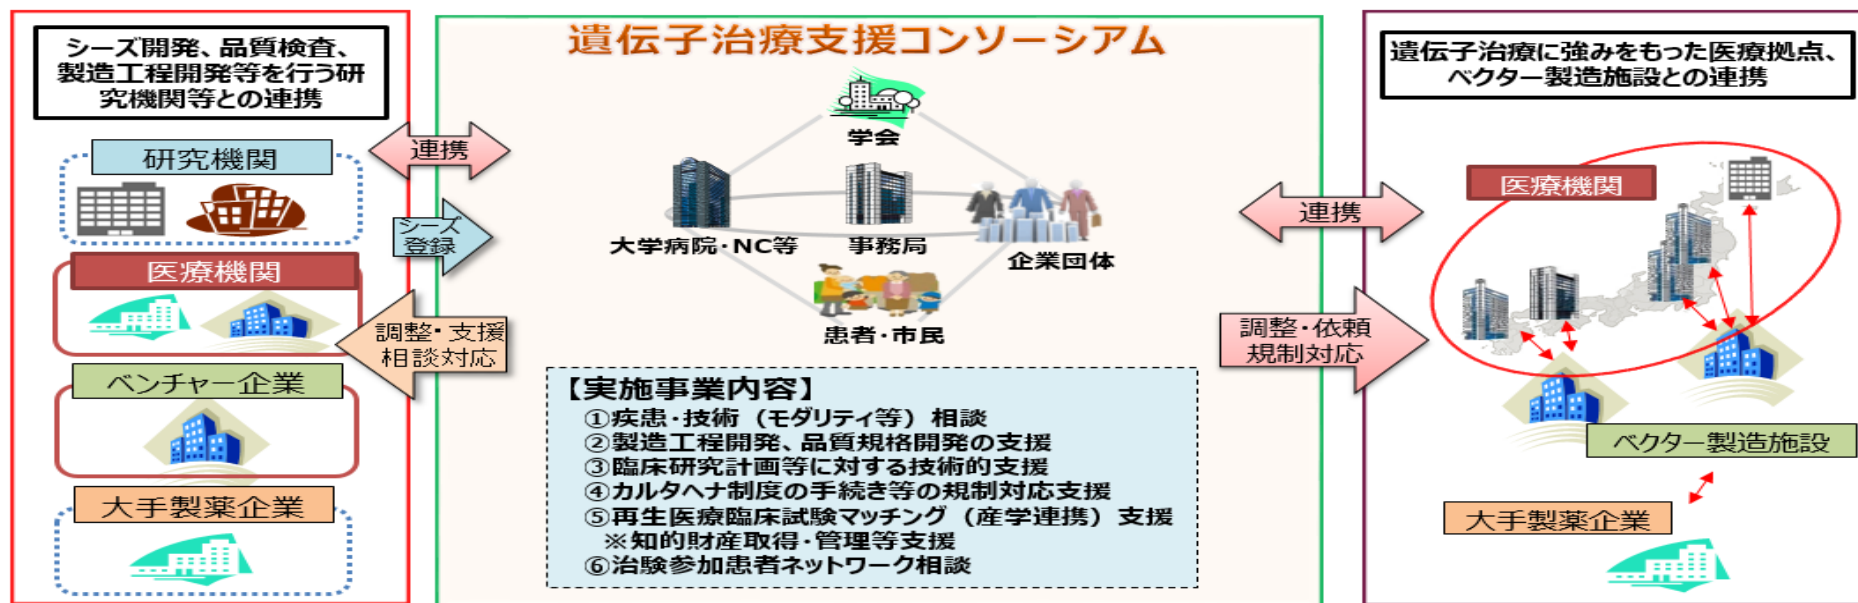 シーズ開発、品質検査、
製造工程開発等を行う研
究機関等との連携
研究機関
医療機関
ベンチャー企業
大手製薬企業
連携
シーズ
登録
調整・支援
相談対応
遺伝子治療支援コンソーシアム
学会
大学病院・NC等
事務局
企業団体
患者・市民
【実施事業内容】
①疾患・技術（モダリティ等）相談
②製造工程開発、品質規格開発の支援
③臨床研究計画等に対する技術的支援
④カルタヘナ制度の手続き等の規制対応支援
⑤再生医療臨床試験マッチング（産学連携）支援
※知的財産取得・管理等支援
⑥治験参加患者ネットワーク相談
連携
調整・依頼
規制対応
遺伝子治療に強みをもった医療拠点、
ベクター製造施設との連携
医療機関
ベクター製造施設
大手製薬企業